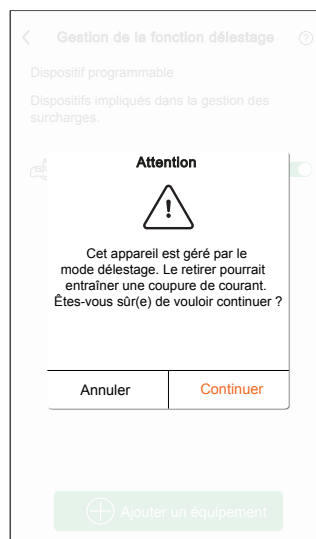 Gestion de la fonction délestage
Dispositif programmable
Dispositifs impliqués dans la gestion des
surcharges.
Attention
Cet appareil est géré par le
mode délestage. Le retirer pourrait
entraîner une coupure de courant.
Êtes-vous sûr(e) de vouloir continuer ?
Annuler
Continuer
Ajouter un équipement